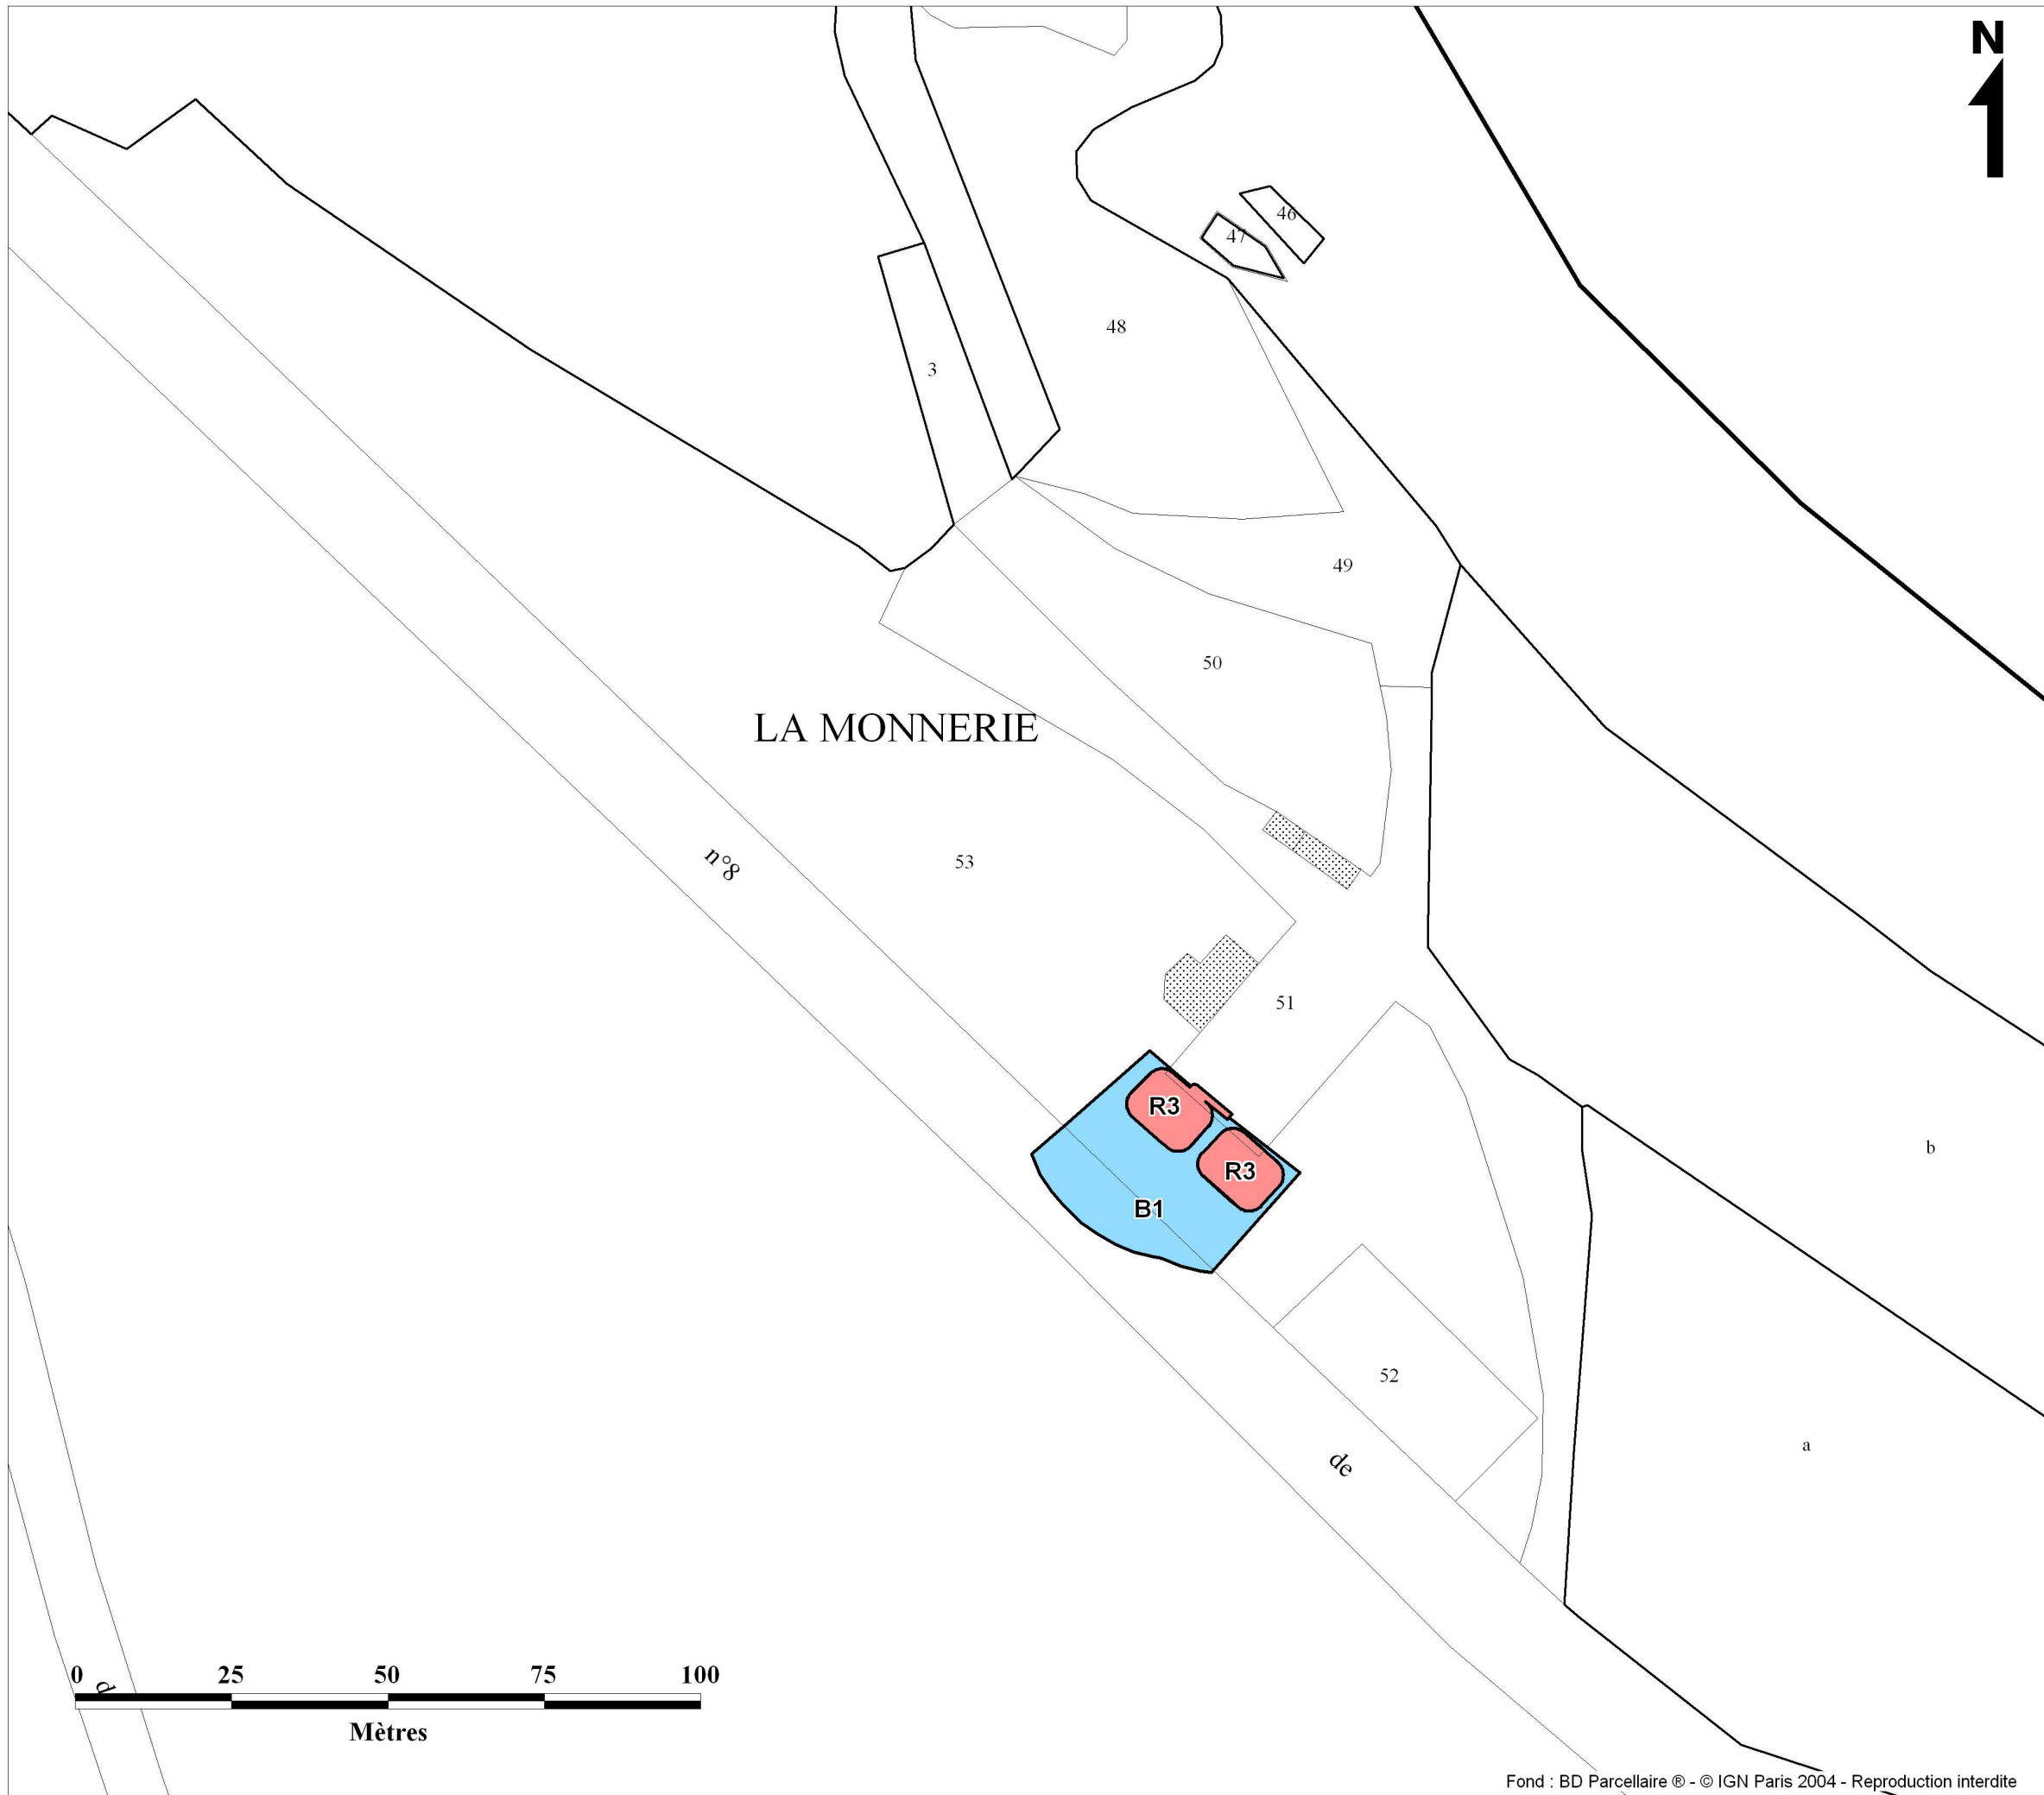 N
46
47
48
3
49
50
LA MONNERIE
n°8
53
51
R3
b
R3
B1
52
de
a
0 25 50 75 100
d
Mètres
Fond : BD Parcellaire ® - © IGN Paris 2004 - Reproduction interdite